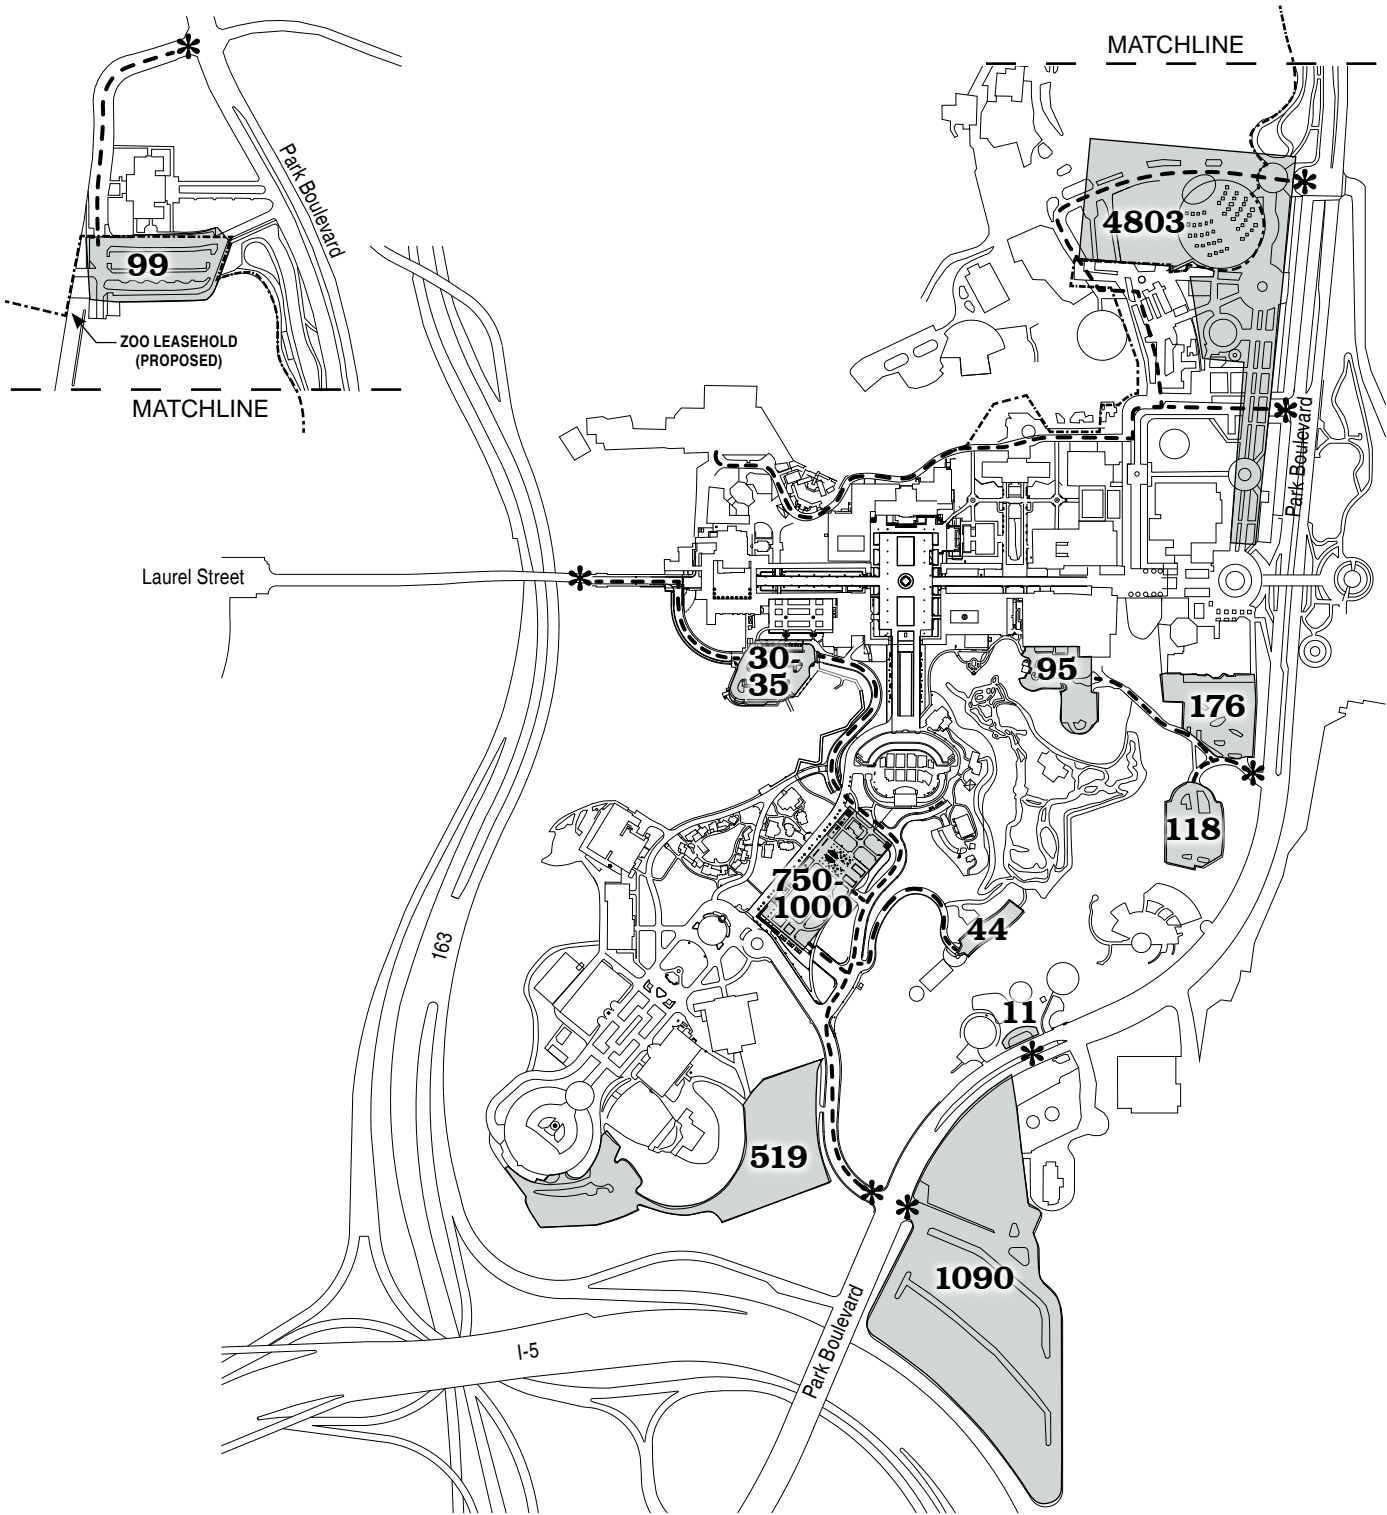 MATCHLINE
Park Boulevard
4803
99
ZOO LEASEHOLD
(PROPOSED)
MATCHLINE
Park Boulevard
Laurel Street
30-
35
95
176
118
750-
1000
44
163
11
519
1090
Park Boulevard
I-5